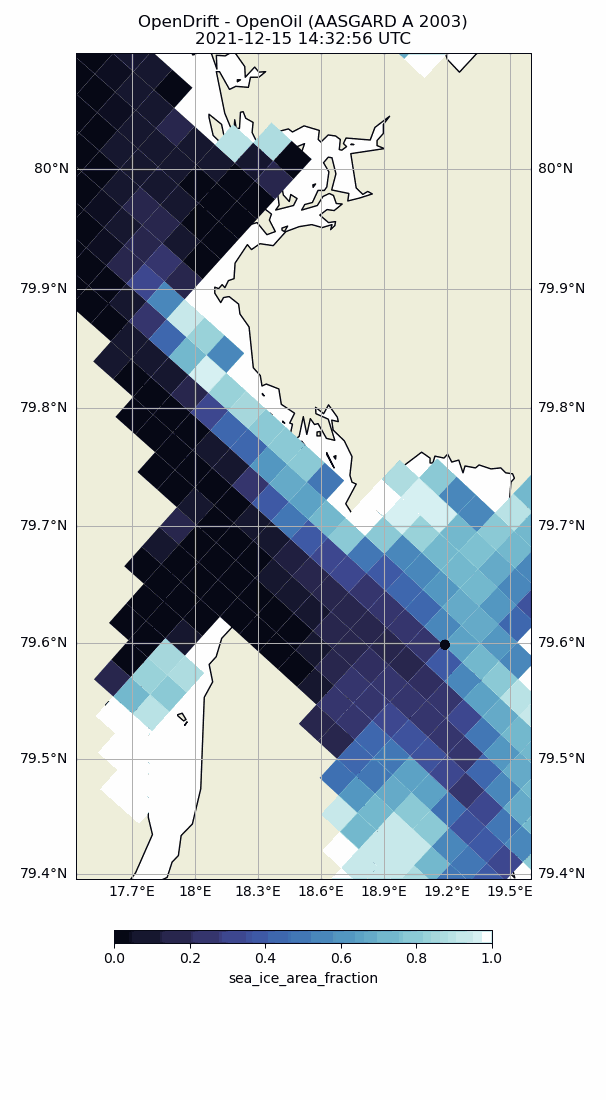 OpenDrift - OpenOil (AASGARD A 2003)
2021-12-15 14:32:56 UTC
80°N 80°N
79.9°N 79.9°N
79.8°N 79.8°N
79.7°N 79.7°N
79.6°N 79.6°N
79.5°N 79.5°N
79.4°N 79.4°N
17.7°E 18°E 18.3°E 18.6°E 18.9°E 19.2°E 19.5°E
0.0 0.2 0.4 0.6 0.8 1.0
sea_ice_area_fraction